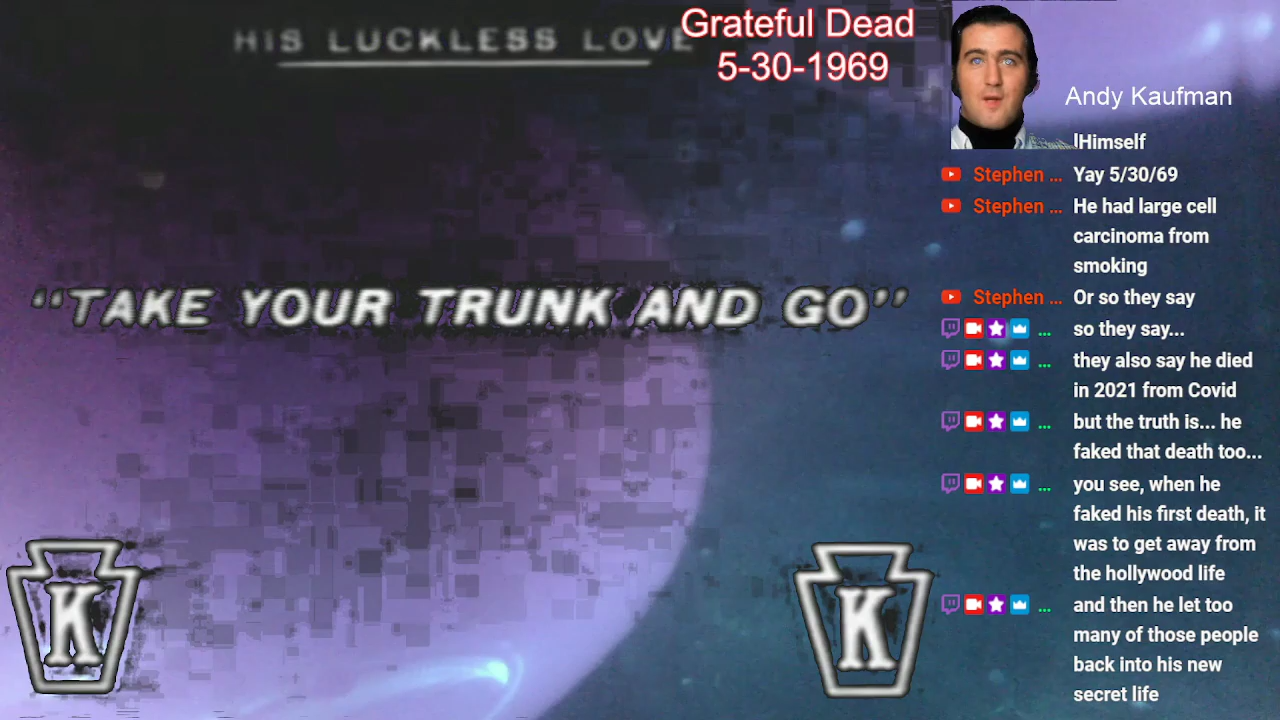 HIS LUCKLESS LOVE
Grateful Dead
5-30-1969
Andy Kaufman
lHimself
Stephen ... Yay 5/30/69
Stephen ... He had large cell
carcinoma from
smoking
Stephen ... Or so they say
... so they say...
... they also say he died
in 2021 from Covid
... but the truth is... he
faked that death too...
... you see, when he
faked his first death, it
was to get away from
the hollywood life
... and then he let too
many of those people
back into his new
secret life
"TAKE YOUR TRUNK AND GO"
K
K